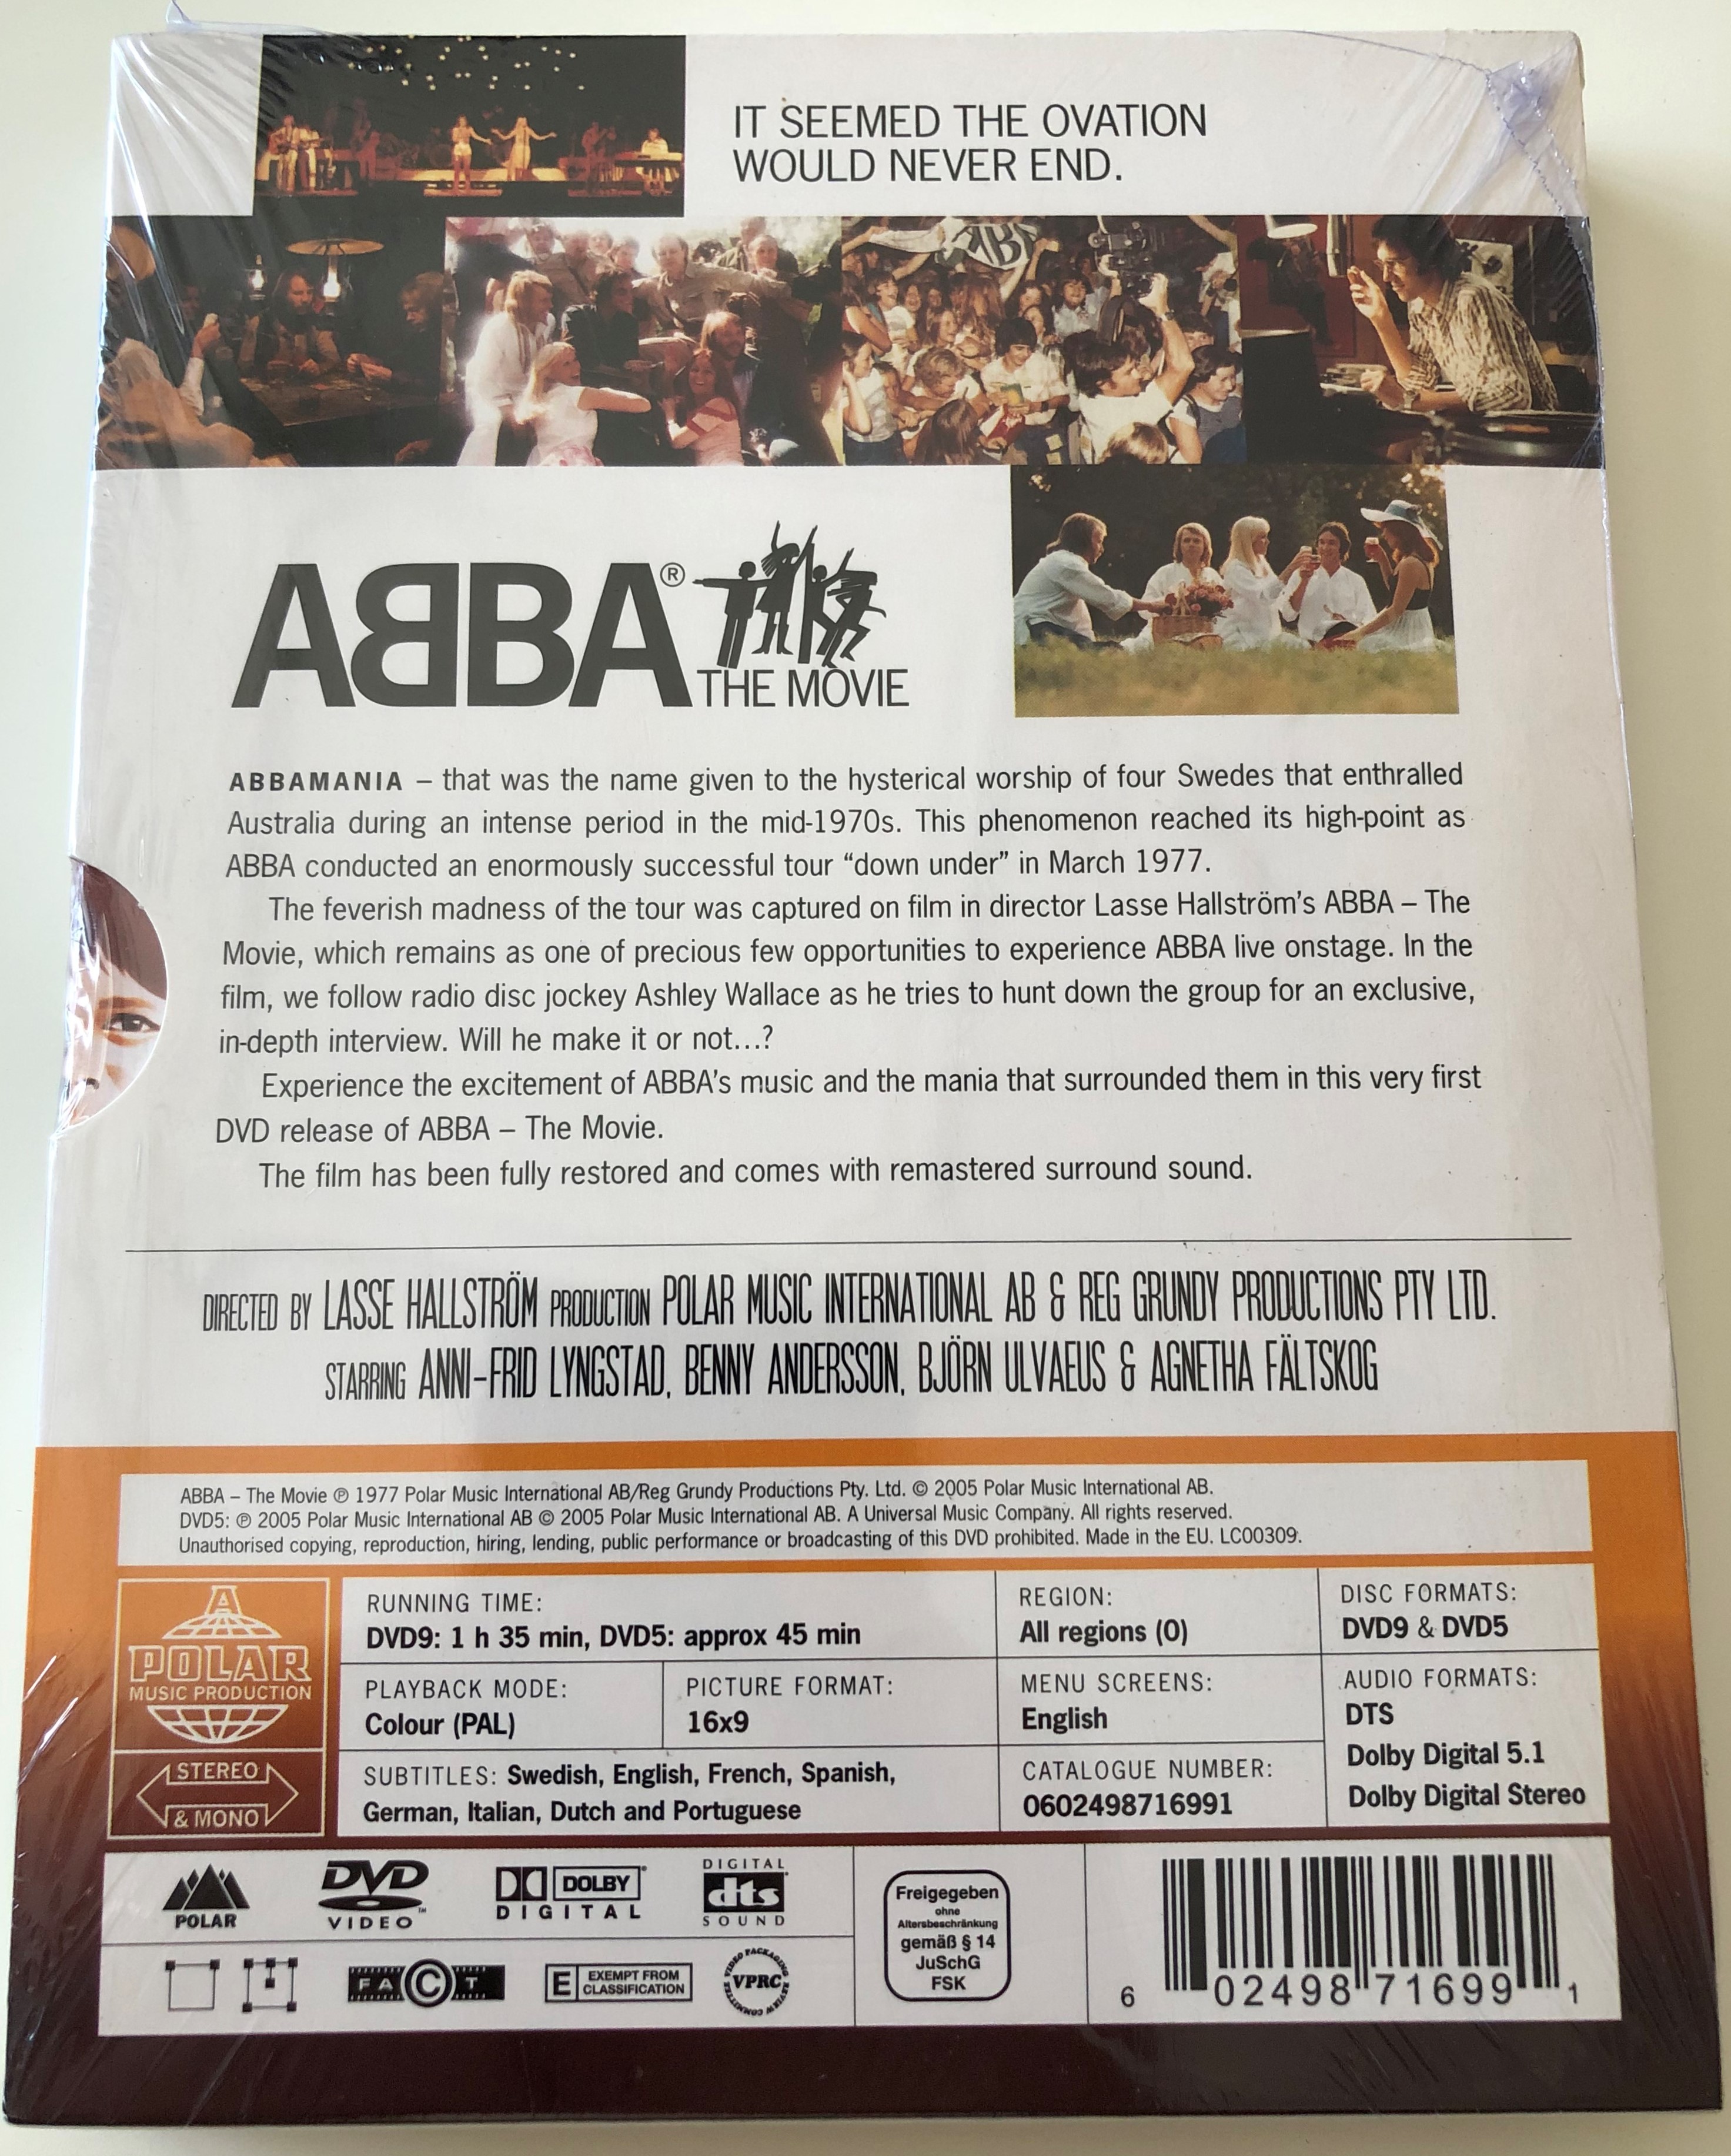 IT SEEMED THE OVATION
WOULD NEVER END.
ABBA®
THE MOVIE
ABBAMANIA – that was the name given to the hysterical worship of four Swedes that enthralled
Australia during an intense period in the mid-1970s. This phenomenon reached its high-point as
ABBA conducted an enormously successful tour “down under” in March 1977.
The feverish madness of the tour was captured on film in director Lasse Hallström’s ABBA – The
Movie, which remains as one of precious few opportunities to experience ABBA live onstage. In the
film, we follow radio disc jockey Ashley Wallace as he tries to hunt down the group for an exclusive,
in-depth interview. Will he make it or not...?
Experience the excitement of ABBA’s music and the mania that surrounded them in this very first
DVD release of ABBA – The Movie.
The film has been fully restored and comes with remastered surround sound.
DIRECTED BY LASSE HALLSTRÖM PRODUCTION POLAR MUSIC INTERNATIONAL AB & REG GRUNDY PRODUCTIONS PTY LTD.
STARRING ANNI-FRID LYNGSTAD, BENNY ANDERSSON, BJÖRN ULVAEUS & AGNETHA FÄLTSKOG
ABBA – The Movie ℗ 1977 Polar Music International AB/Reg Grundy Productions Pty. Ltd. © 2005 Polar Music International AB.
DVD5: ℗ 2005 Polar Music International AB © 2005 Polar Music International AB. A Universal Music Company. All rights reserved.
Unauthorised copying, reproduction, hiring, lending, public performance or broadcasting of this DVD prohibited. Made in the EU. LC00309.
A
POLAR
MUSIC PRODUCTION
STEREO
& MONO
RUNNING TIME:
DVD9: 1 h 35 min, DVD5: approx 45 min
REGION:
All regions (0)
DISC FORMATS:
DVD9 & DVD5
PLAYBACK MODE:
Colour (PAL)
PICTURE FORMAT:
16x9
MENU SCREENS:
English
AUDIO FORMATS:
DTS
Dolby Digital 5.1
Dolby Digital Stereo
SUBTITLES: Swedish, English, French, Spanish,
German, Italian, Dutch and Portuguese
CATALOGUE NUMBER:
0602498716991
POLAR
DVD
VIDEO™
DOLBY®
DIGITAL
DIGITAL
dts
SOUND
FACT
E EXEMPT FROM
CLASSIFICATION
VIDEO PACKAGING
VPRC
REVIEW COMMITTEE
Freigegeben
ohne
Altersbeschränkung
gemäß § 14
JuSchG
FSK
6 02498 71699 1